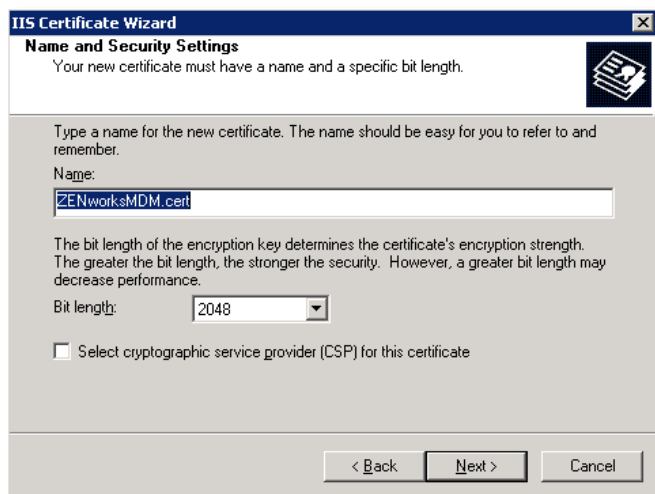 IIS Certificate Wizard
Name and Security Settings
Your new certificate must have a name and a specific bit length.
Type a name for the new certificate. The name should be easy for you to refer to and
remember.
Name:
ZENworksMDM.cert
The bit length of the encryption key determines the certificate's encryption strength.
The greater the bit length, the stronger the security.  However, a greater bit length may
decrease performance.
Bit length: 2048
Select cryptographic service provider (CSP) for this certificate
< Back Next > Cancel